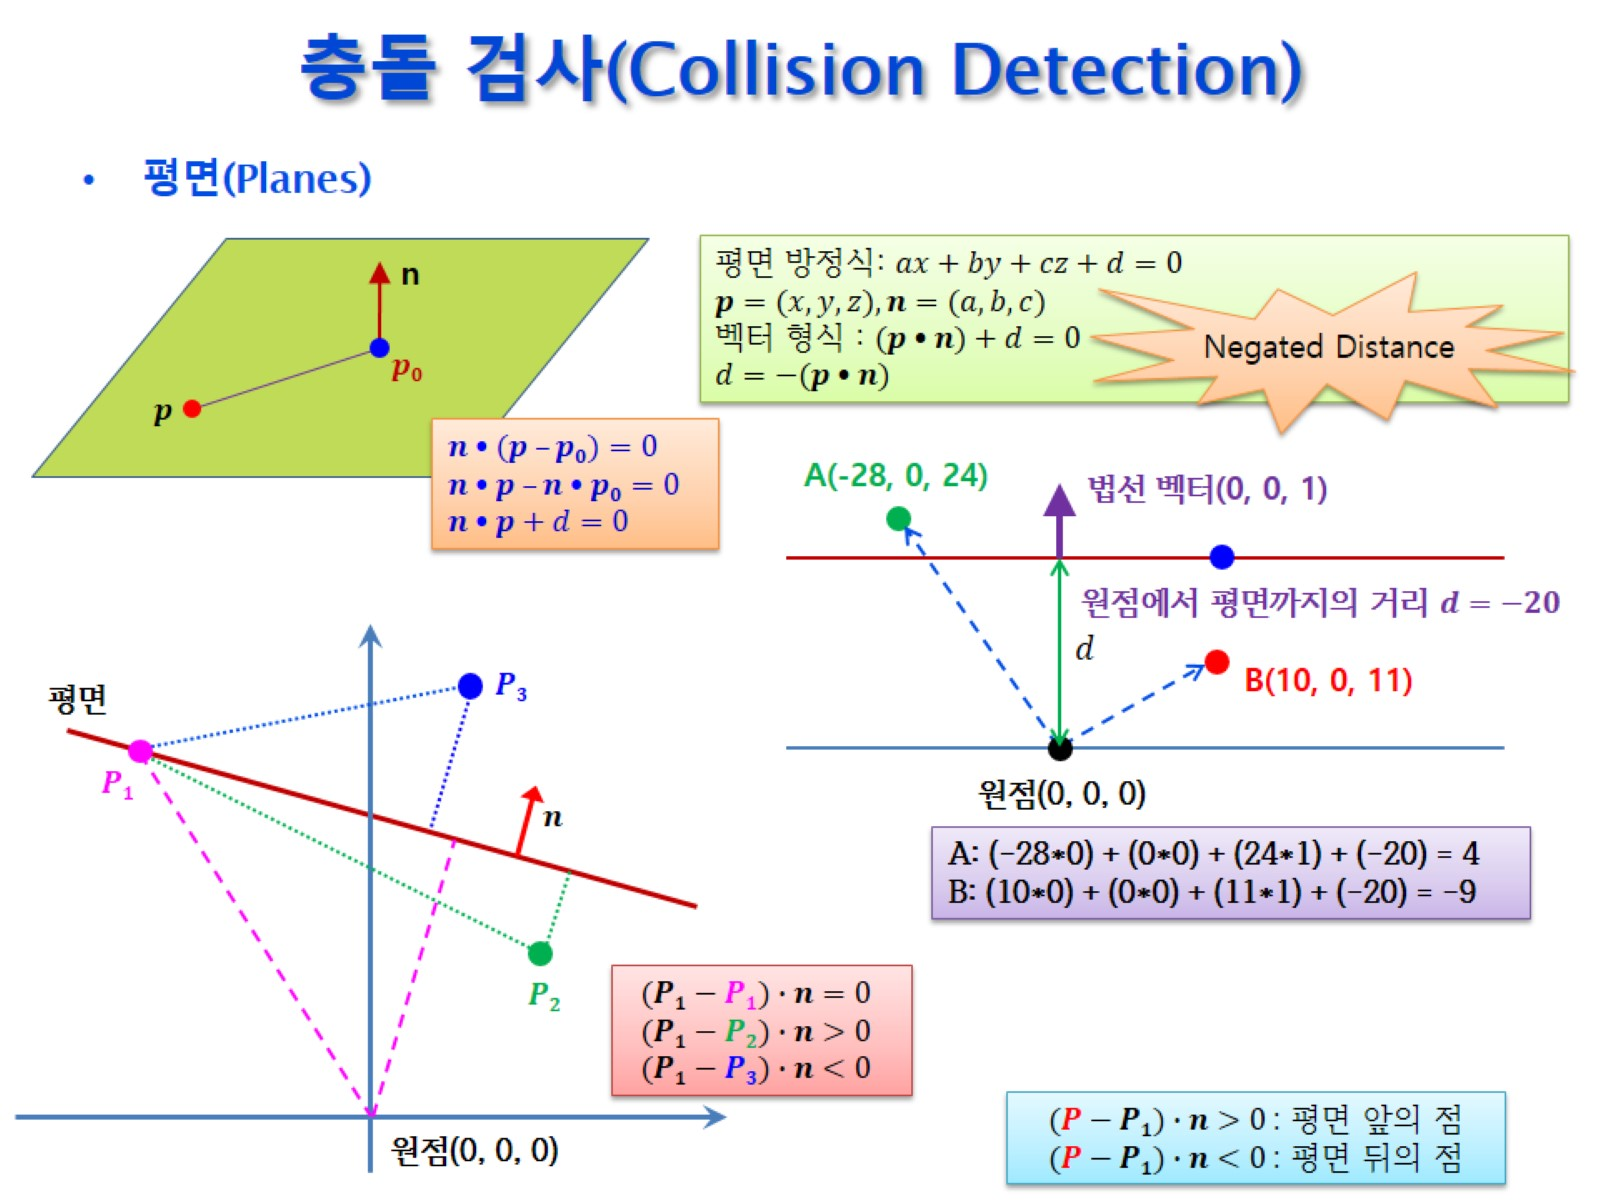 충돌 검사(Collision Detection)
• 평면(Planes)
n
p₀
p
n • (p – p₀) = 0
n • p – n • p₀ = 0
n • p + d = 0
평면 방정식: ax + by + cz + d = 0
p = (x, y, z), n = (a, b, c)
벡터 형식 : (p • n) + d = 0
d = −(p • n)
Negated Distance
A(-28, 0, 24)
법선 벡터(0, 0, 1)
원점에서 평면까지의 거리 d = −20
d
B(10, 0, 11)
원점(0, 0, 0)
A: (-28*0) + (0*0) + (24*1) + (-20) = 4
B: (10*0) + (0*0) + (11*1) + (-20) = -9
평면
P₃
P₁
n
P₂
원점(0, 0, 0)
(P₁ − P₁) · n = 0
(P₁ − P₂) · n > 0
(P₁ − P₃) · n < 0
(P − P₁) · n > 0 : 평면 앞의 점
(P − P₁) · n < 0 : 평면 뒤의 점